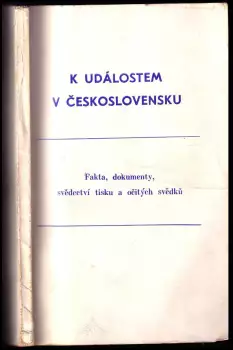 K UDÁLOSTEM
V ČESKOSLOVENSKU
Fakta, dokumenty,
svědectví tisku a očitých svědků